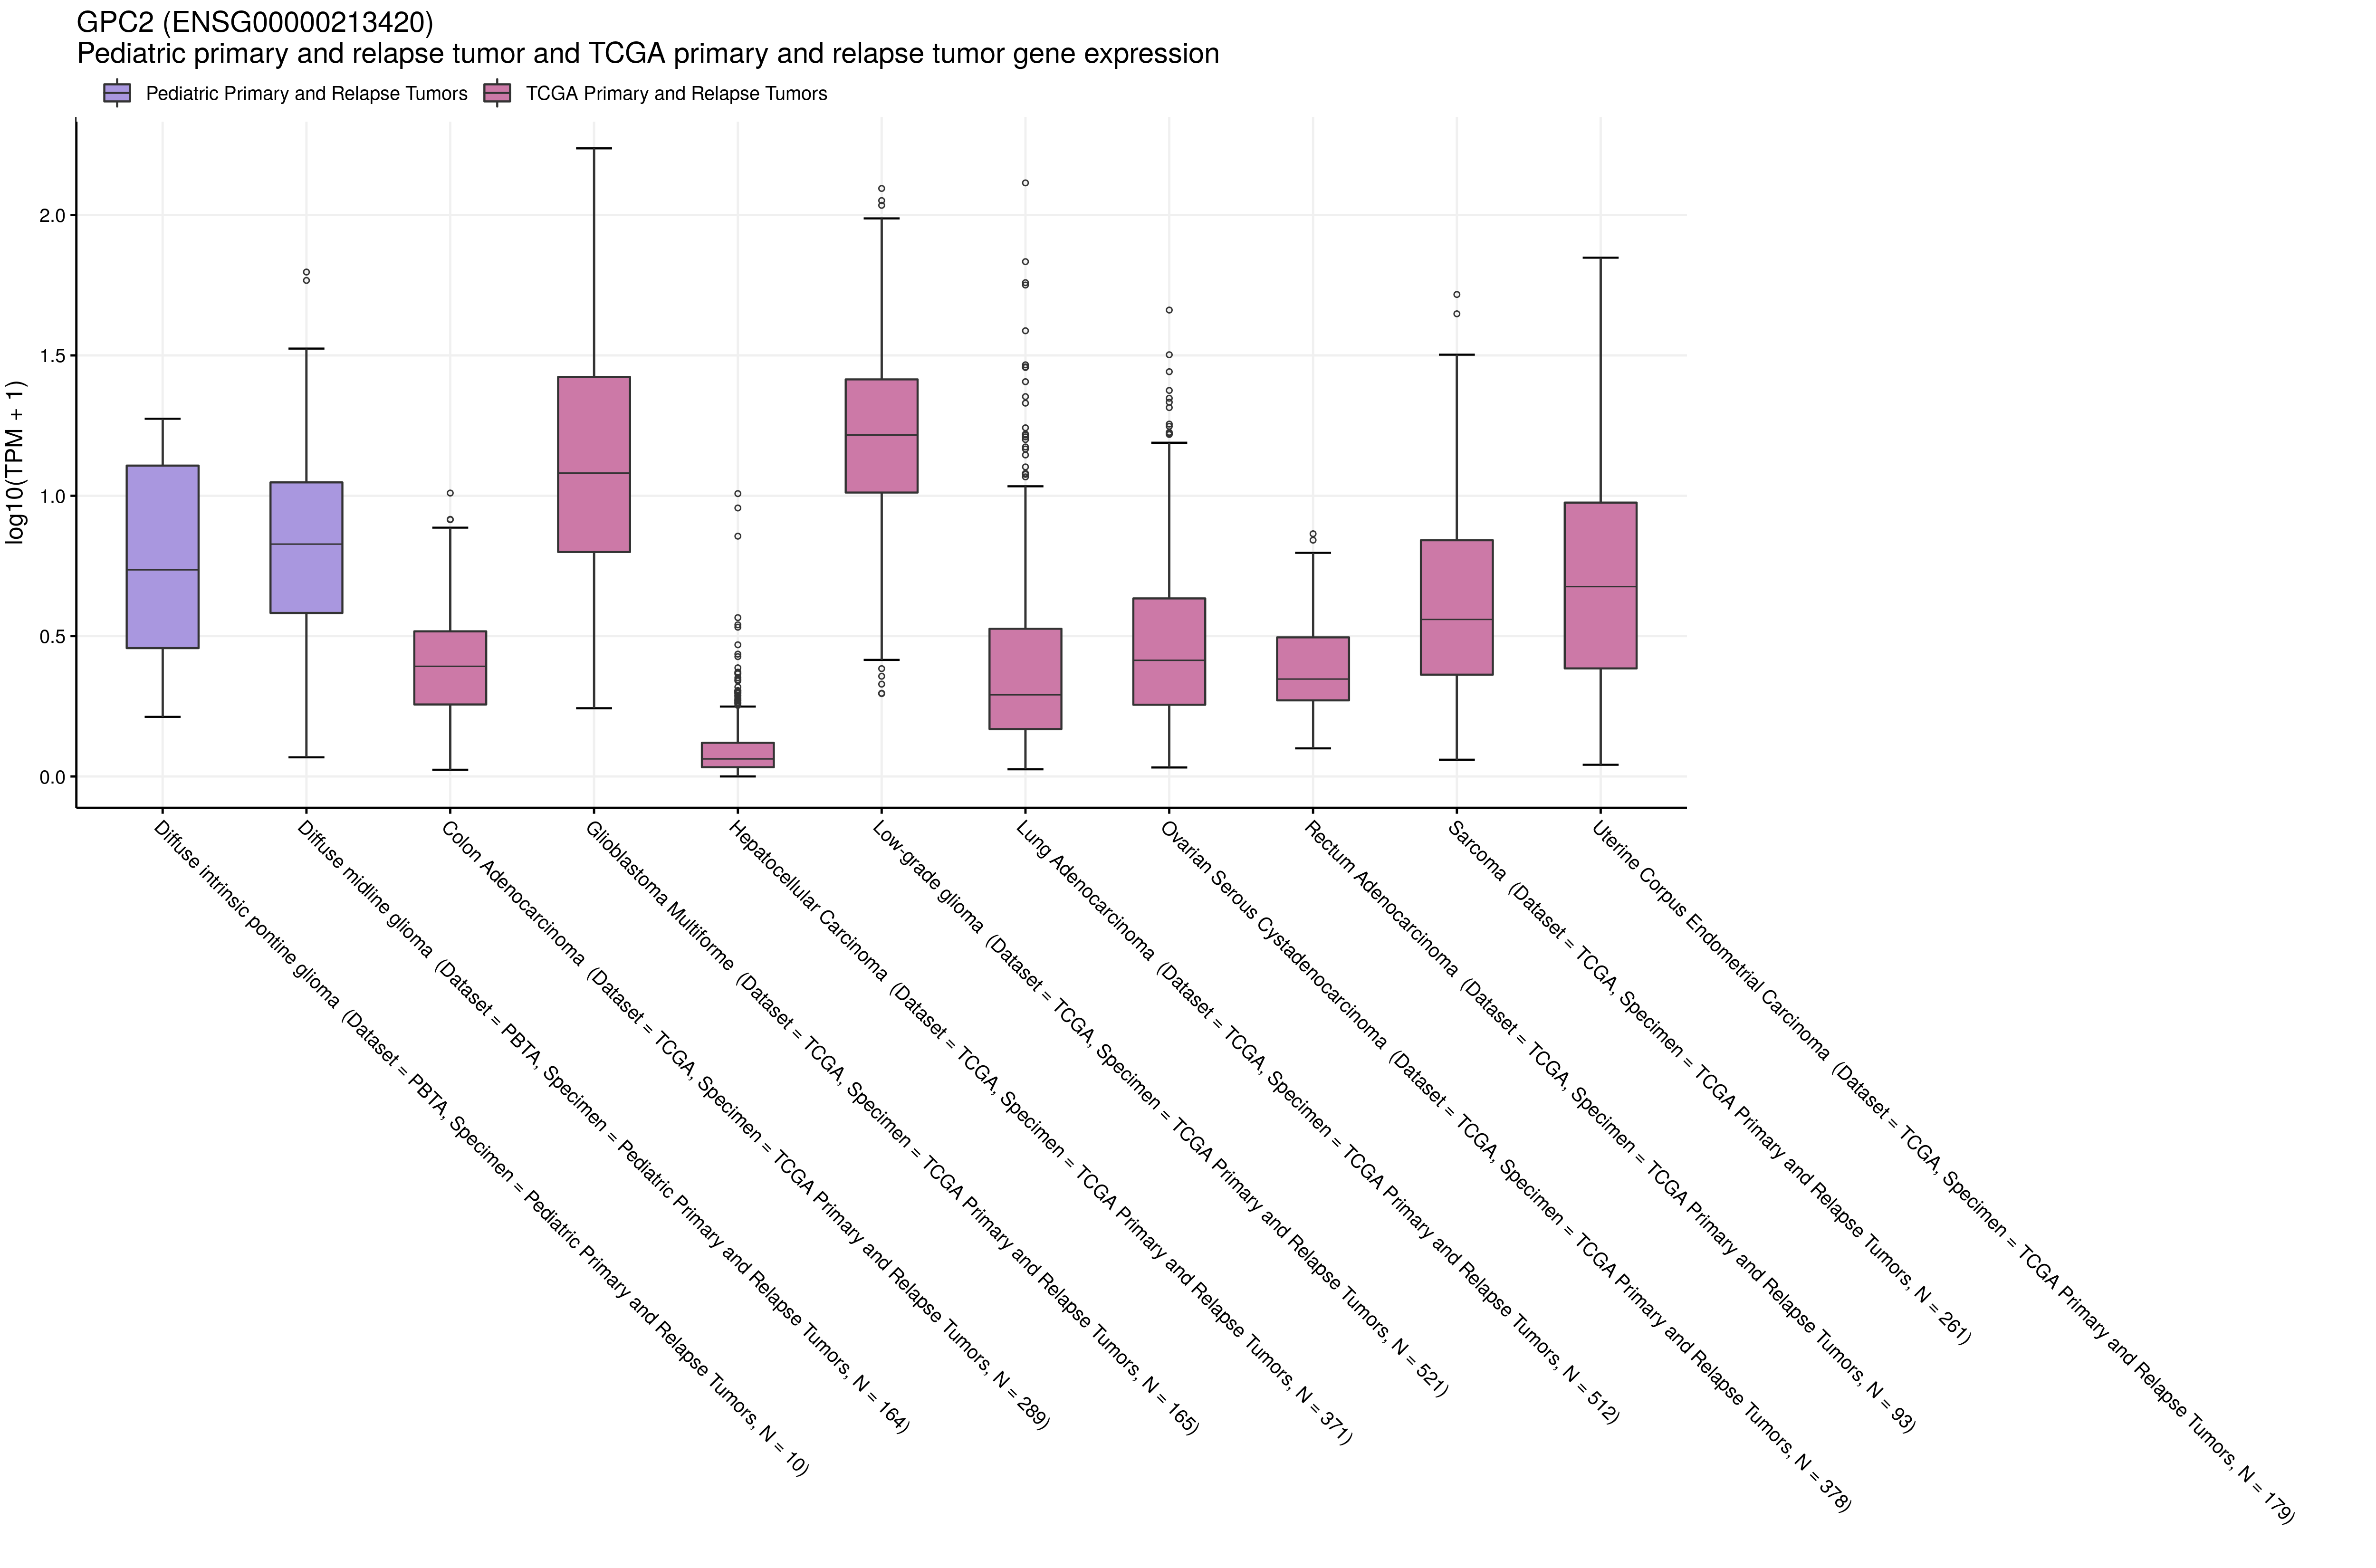 GPC2 (ENSG00000213420)
Pediatric primary and relapse tumor and TCGA primary and relapse tumor gene expression
Pediatric Primary and Relapse Tumors
TCGA Primary and Relapse Tumors
log10(TPM + 1)
2.0
1.5
1.0
0.5
0.0
Diffuse intrinsic pontine glioma (Dataset = PBTA, Specimen = Pediatric Primary and Relapse Tumors, N = 10)
Diffuse midline glioma (Dataset = PBTA, Specimen = Pediatric Primary and Relapse Tumors, N = 164)
Colon Adenocarcinoma (Dataset = TCGA, Specimen = TCGA Primary and Relapse Tumors, N = 289)
Glioblastoma Multiforme (Dataset = TCGA, Specimen = TCGA Primary and Relapse Tumors, N = 165)
Hepatocellular Carcinoma (Dataset = TCGA, Specimen = TCGA Primary and Relapse Tumors, N = 371)
Low-grade glioma (Dataset = TCGA, Specimen = TCGA Primary and Relapse Tumors, N = 521)
Lung Adenocarcinoma (Dataset = TCGA, Specimen = TCGA Primary and Relapse Tumors, N = 512)
Ovarian Serous Cystadenocarcinoma (Dataset = TCGA, Specimen = TCGA Primary and Relapse Tumors, N = 378)
Rectum Adenocarcinoma (Dataset = TCGA, Specimen = TCGA Primary and Relapse Tumors, N = 93)
Sarcoma (Dataset = TCGA, Specimen = TCGA Primary and Relapse Tumors, N = 261)
Uterine Corpus Endometrial Carcinoma (Dataset = TCGA, Specimen = TCGA Primary and Relapse Tumors, N = 179)